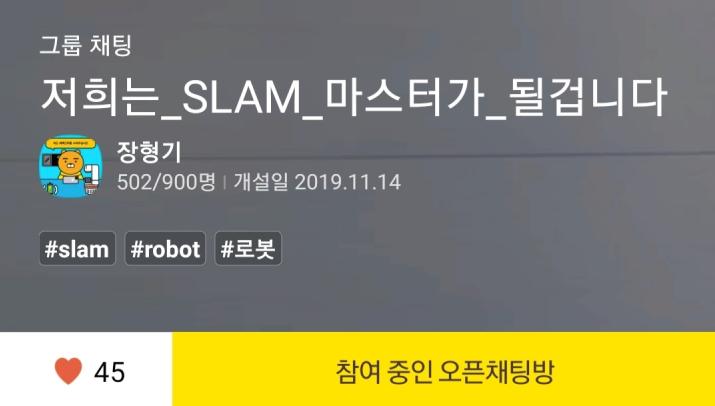 그룹 채팅
저희는_SLAM_마스터가_될겁니다
장형기
502/900명 | 개설일 2019.11.14
#slam #robot #로봇
45
참여 중인 오픈채팅방